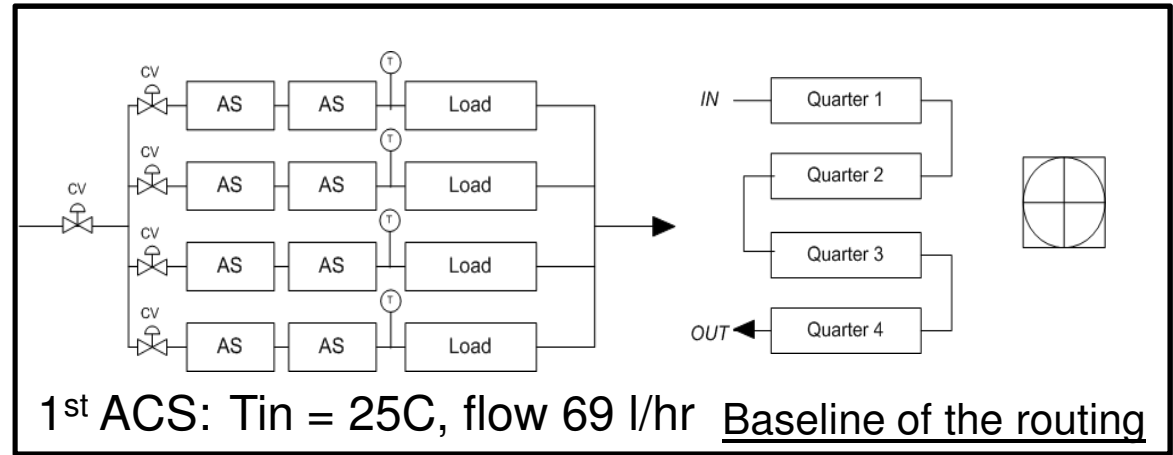 CV AS AS T Load
CV AS AS T Load
CV
CV AS AS T Load
CV AS AS T Load
IN Quarter 1
Quarter 2
Quarter 3
OUT Quarter 4
1st ACS: Tin = 25C, flow 69 l/hr Baseline of the routing